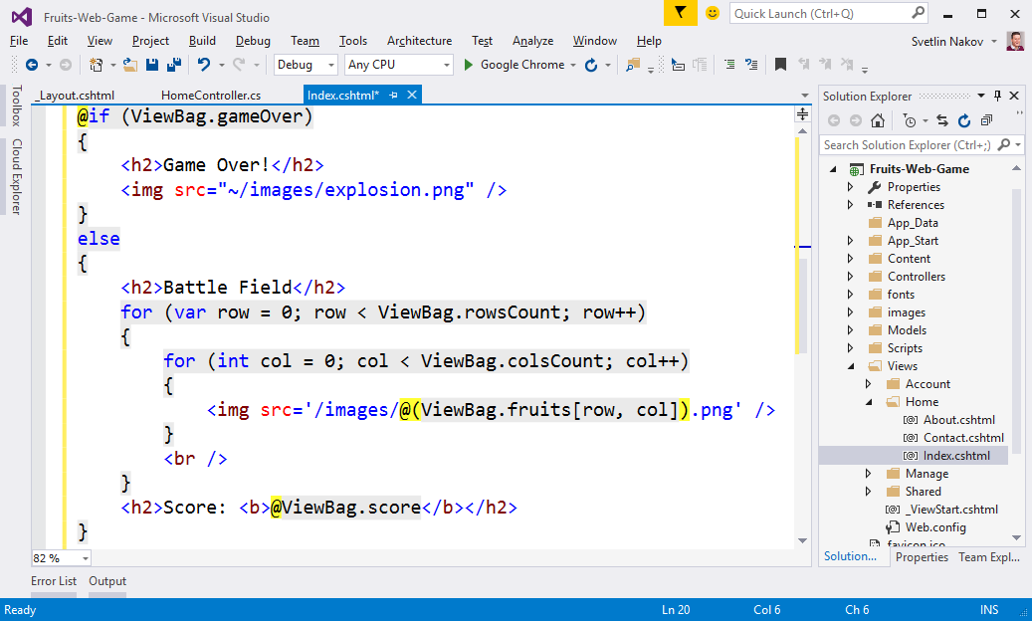 Fruits-Web-Game - Microsoft Visual Studio
Quick Launch (Ctrl+Q)
File Edit View Project Build Debug Team Tools Architecture Test Analyze Window Help
Svetlin Nakov
Debug Any CPU Google Chrome
Toolbox
Cloud Explorer
_Layout.cshtml HomeController.cs Index.cshtml*
@if (ViewBag.gameOver)
{
<h2>Game Over!</h2>
<img src="~/images/explosion.png" />
}
else
{
<h2>Battle Field</h2>
for (var row = 0; row < ViewBag.rowsCount; row++)
{
for (int col = 0; col < ViewBag.colsCount; col++)
{
<img src='/images/@(ViewBag.fruits[row, col]).png' />
}
<br />
}
<h2>Score: <b>@ViewBag.score</b></h2>
}
82 %
Solution Explorer
Search Solution Explorer (Ctrl+;)
Fruits-Web-Game
Properties
References
App_Data
App_Start
Content
Controllers
fonts
images
Models
Scripts
Views
Account
Home
[@] About.cshtml
[@] Contact.cshtml
[@] Index.cshtml
Manage
Shared
[@] _ViewStart.cshtml
Web.config
favicon.ico
Solution... Properties Team Expl...
Error List Output
Ready Ln 20 Col 6 Ch 6 INS